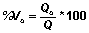 %V₀ = Q₀/Q *100